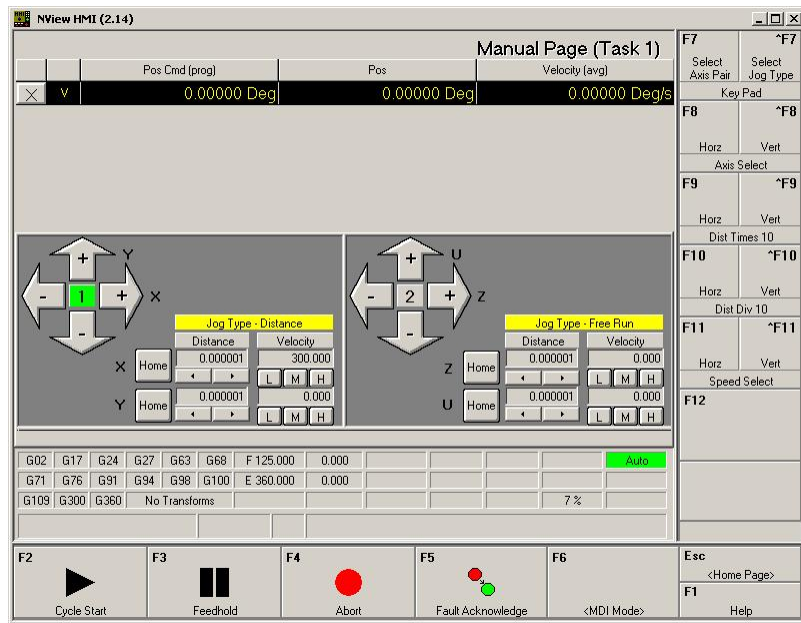 NView HMI (2.14)
Manual Page (Task 1)
Pos Cmd (prog) Pos Velocity (avg)
V 0.00000 Deg 0.00000 Deg 0.00000 Deg/s
F7 ^F7
Select Axis Pair Select Jog Type
Key Pad
F8 ^F8
Horz Vert
Axis Select
F9 ^F9
Horz Vert
Dist Times 10
F10 ^F10
Horz Vert
Dist Div 10
F11 ^F11
Horz Vert
Speed Select
F12
+ Y
- 1 + X
-
Jog Type - Distance
Distance Velocity
X Home 0.000001 300.000
L M H
Y Home 0.000001 0.000
L M H
+ U
- 2 + Z
-
Jog Type - Free Run
Distance Velocity
Z Home 0.000001 0.000
L M H
U Home 0.000001 0.000
L M H
G02 G17 G24 G27 G63 G68 F 125.000 0.000 Auto
G71 G76 G91 G94 G98 G100 E 360.000 0.000
G109 G300 G360 No Transforms 7 %
F2 Cycle Start
F3 Feedhold
F4 Abort
F5 Fault Acknowledge
F6 <MDI Mode>
Esc <Home Page>
F1 Help